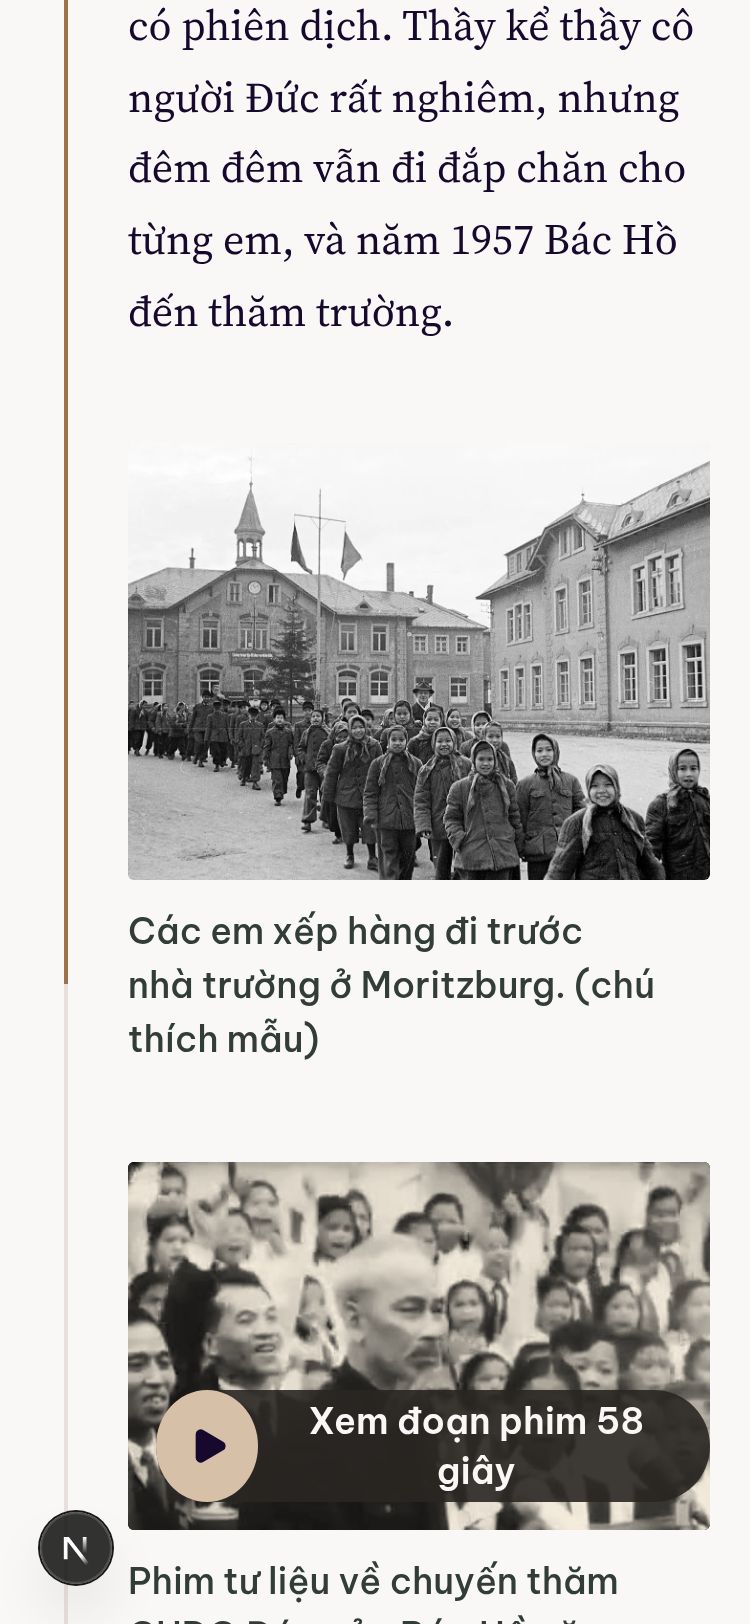 có phiên dịch. Thầy kể thầy cô
người Đức rất nghiêm, nhưng
đêm đêm vẫn đi đắp chăn cho
từng em, và năm 1957 Bác Hồ
đến thăm trường.
Các em xếp hàng đi trước
nhà trường ở Moritzburg. (chú
thích mẫu)
Xem đoạn phim 58
giây
N
Phim tư liệu về chuyến thăm